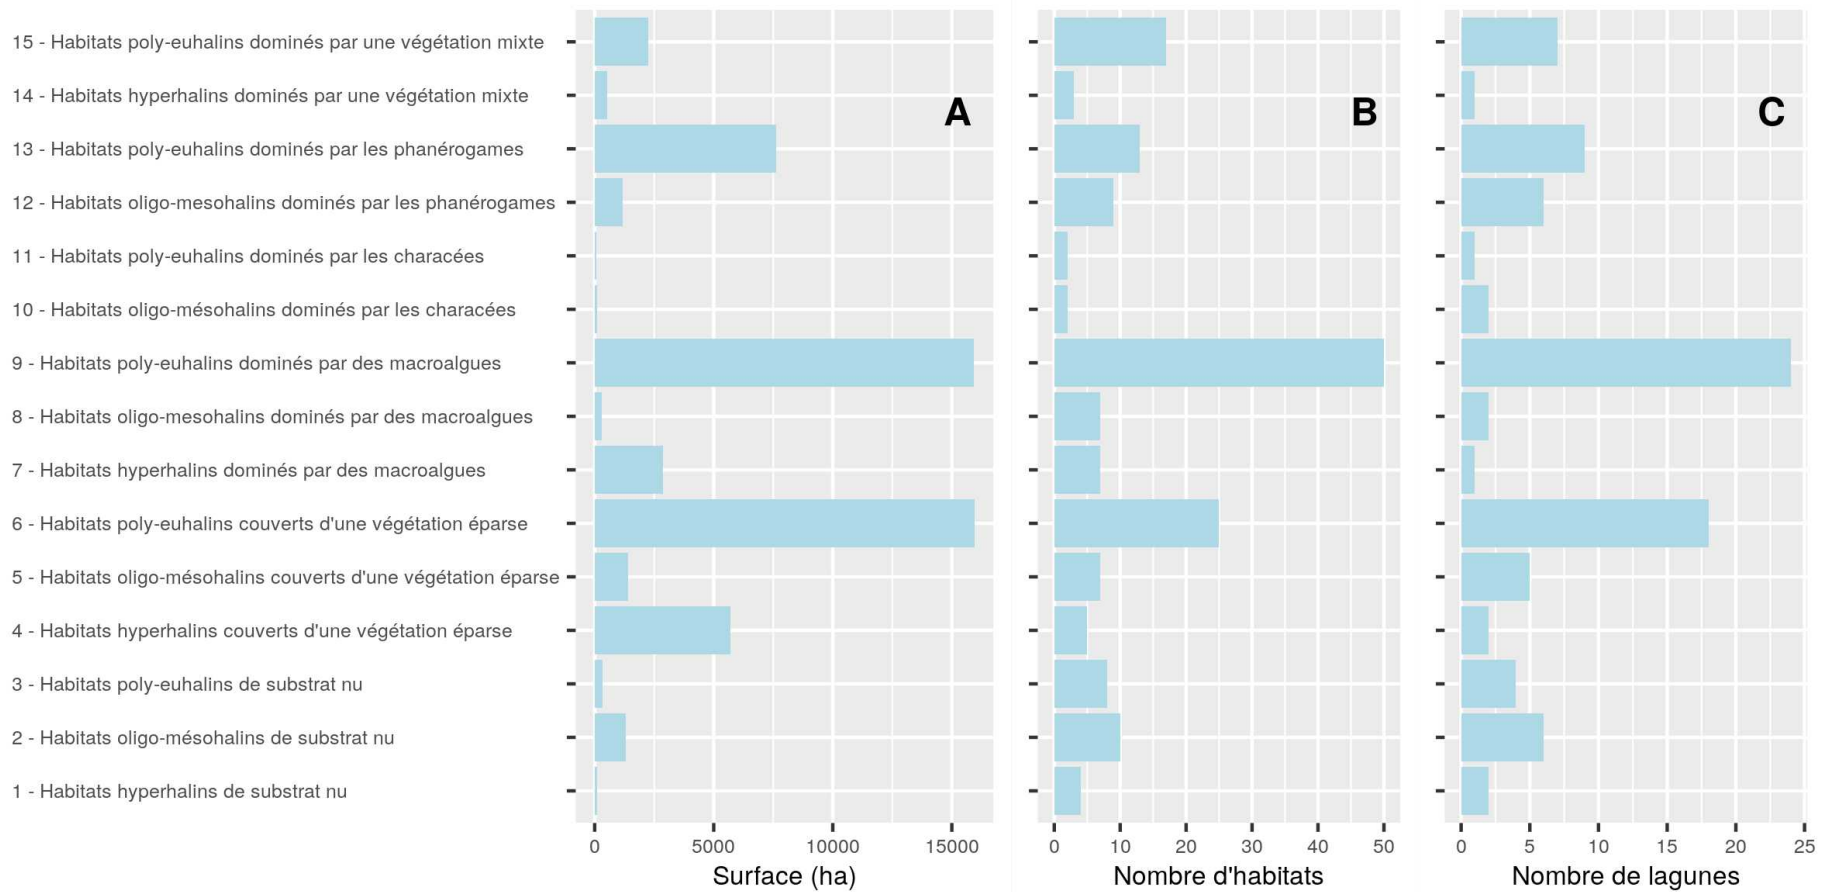 15 - Habitats poly-euhalins dominés par une végétation mixte
14 - Habitats hyperhalins dominés par une végétation mixte
A
B
C
13 - Habitats poly-euhalins dominés par les phanérogames
12 - Habitats oligo-mesohalins dominés par les phanérogames
11 - Habitats poly-euhalins dominés par les characées
10 - Habitats oligo-mésohalins dominés par les characées
9 - Habitats poly-euhalins dominés par des macroalgues
8 - Habitats oligo-mesohalins dominés par des macroalgues
7 - Habitats hyperhalins dominés par des macroalgues
6 - Habitats poly-euhalins couverts d'une végétation éparse
5 - Habitats oligo-mésohalins couverts d'une végétation éparse
4 - Habitats hyperhalins couverts d'une végétation éparse
3 - Habitats poly-euhalins de substrat nu
2 - Habitats oligo-mésohalins de substrat nu
1 - Habitats hyperhalins de substrat nu
0 5000 10000 15000
Surface (ha)
0 10 20 30 40 50
Nombre d'habitats
0 5 10 15 20 25
Nombre de lagunes